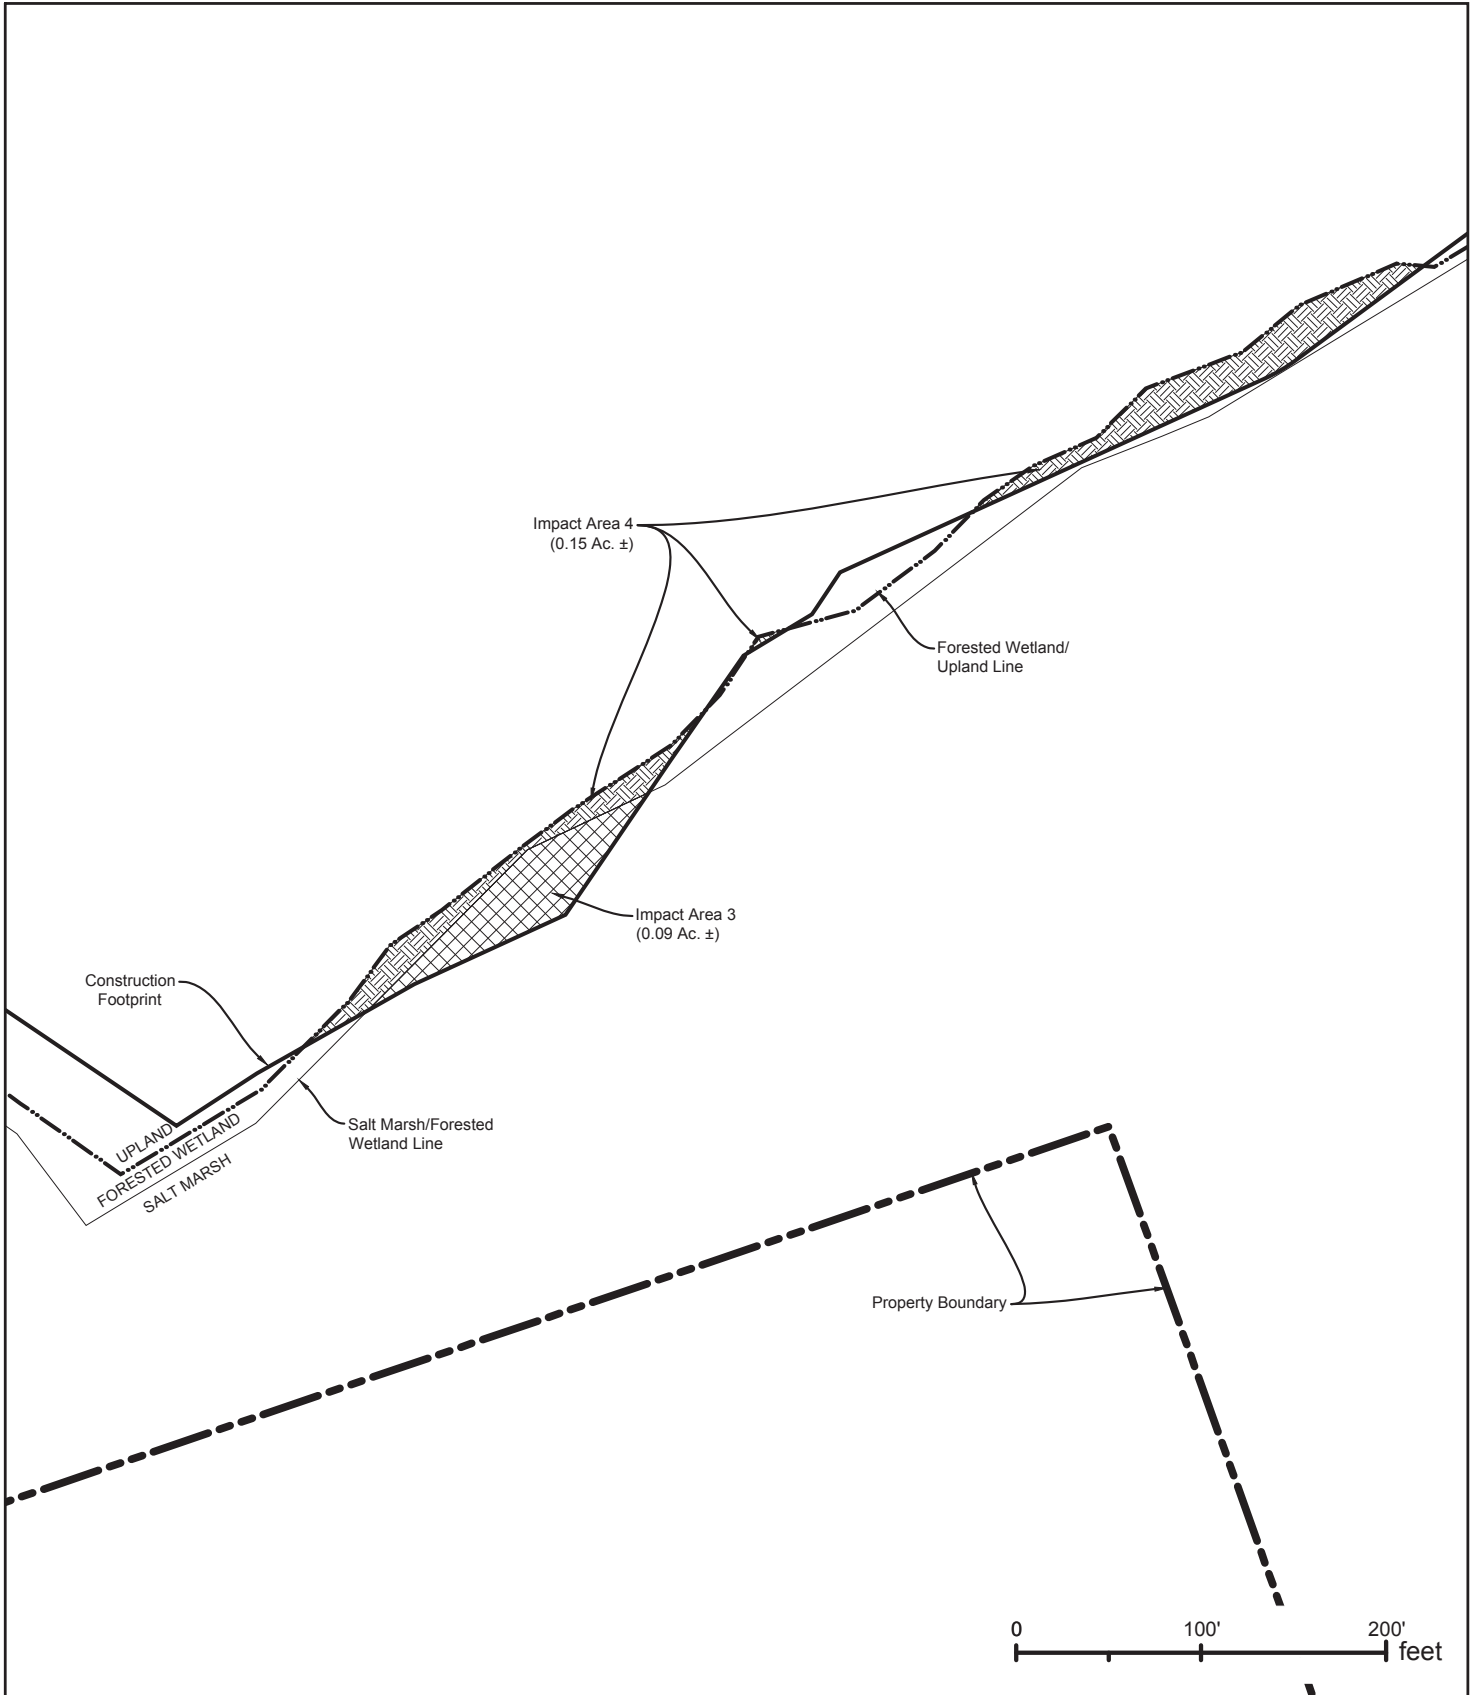 Impact Area 4
(0.15 Ac. ±)
Forested Wetland/
Upland Line
Impact Area 3
(0.09 Ac. ±)
Construction
Footprint
Salt Marsh/Forested
Wetland Line
UPLAND
FORESTED WETLAND
SALT MARSH
Property Boundary
0 100' 200'
feet